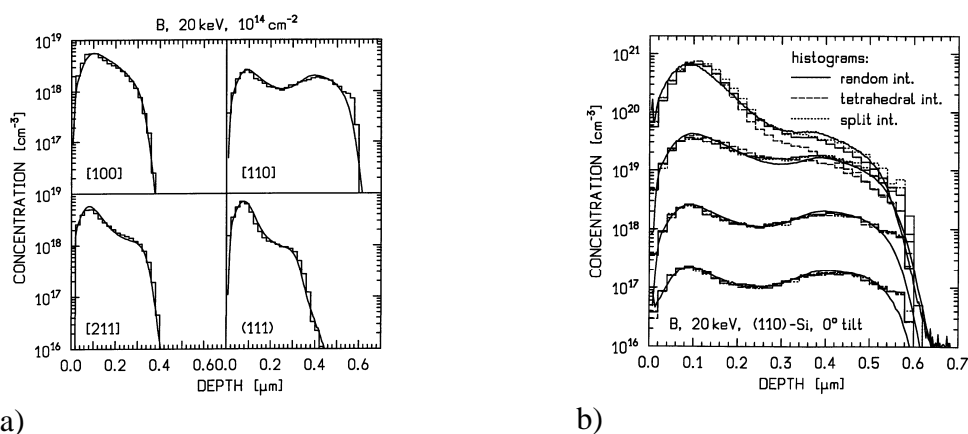 B, 20 keV, 10¹⁴ cm⁻²
CONCENTRATION [cm⁻³]
10¹⁹
10¹⁸
10¹⁷
10¹⁹
10¹⁸
10¹⁷
10¹⁶
[100]
[110]
[211]
(111)
0.0 0.2 0.4 0.6 0.0 0.2 0.4 0.6
DEPTH [μm]
a)
CONCENTRATION [cm⁻³]
10²¹
10²⁰
10¹⁹
10¹⁸
10¹⁷
10¹⁶
histograms:
random int.
tetrahedral int.
split int.
B, 20 keV, (110)-Si, 0° tilt
0.0 0.1 0.2 0.3 0.4 0.5 0.6 0.7
DEPTH [μm]
b)